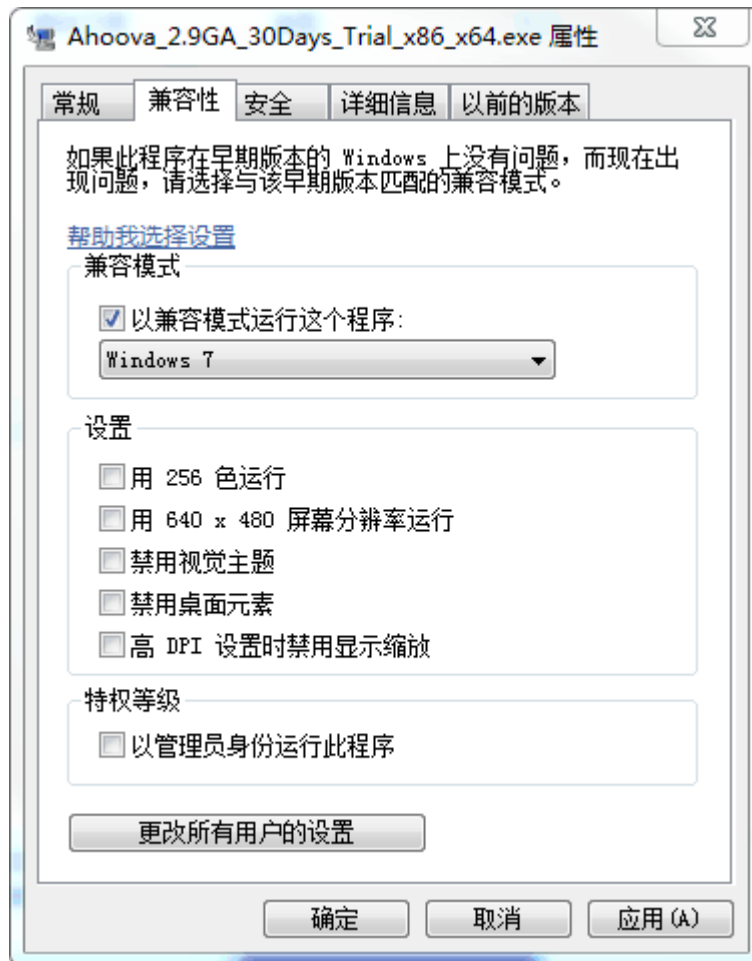 Ahoova_2.9GA_30Days_Trial_x86_x64.exe 属性
常规 兼容性 安全 详细信息 以前的版本
如果此程序在早期版本的 Windows 上没有问题，而现在出
现问题，请选择与该早期版本匹配的兼容模式。
帮助我选择设置
兼容模式
以兼容模式运行这个程序:
Windows 7
设置
用 256 色运行
用 640 x 480 屏幕分辨率运行
禁用视觉主题
禁用桌面元素
高 DPI 设置时禁用显示缩放
特权等级
以管理员身份运行此程序
更改所有用户的设置
确定 取消 应用(A)